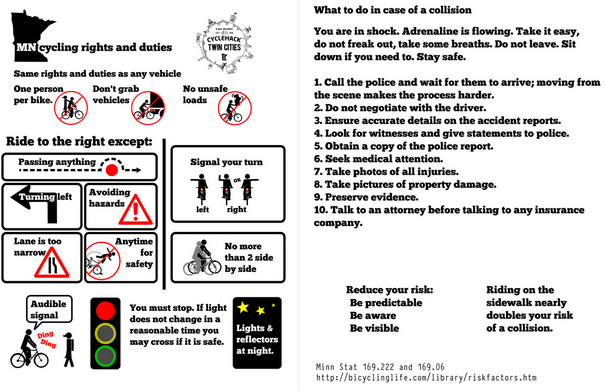 MN cycling rights and duties
CYCLEHACK
TWIN CITIES
Same rights and duties as any vehicle
One person
per bike.
Don't grab
vehicles
No unsafe
loads
Ride to the right except:
Passing anything
Turning left
Avoiding
hazards
Lane is too
narrow
Anytime
for
safety
Signal your turn
or
left
right
No more
than 2 side
by side
Audible
signal
Ding
Ding
You must stop. If light
does not change in a
reasonable time you
may cross if it is safe.
Lights &
reflectors
at night.
What to do in case of a collision
You are in shock. Adrenaline is flowing. Take it easy,
do not freak out, take some breaths. Do not leave. Sit
down if you need to. Stay safe.
1. Call the police and wait for them to arrive; moving from
the scene makes the process harder.
2. Do not negotiate with the driver.
3. Ensure accurate details on the accident reports.
4. Look for witnesses and give statements to police.
5. Obtain a copy of the police report.
6. Seek medical attention.
7. Take photos of all injuries.
8. Take pictures of property damage.
9. Preserve evidence.
10. Talk to an attorney before talking to any insurance
company.
Reduce your risk:
Be predictable
Be aware
Be visible
Riding on the
sidewalk nearly
doubles your risk
of a collision.
Minn Stat 169.222 and 169.06
http://bicyclinglife.com/library/riskfactors.htm